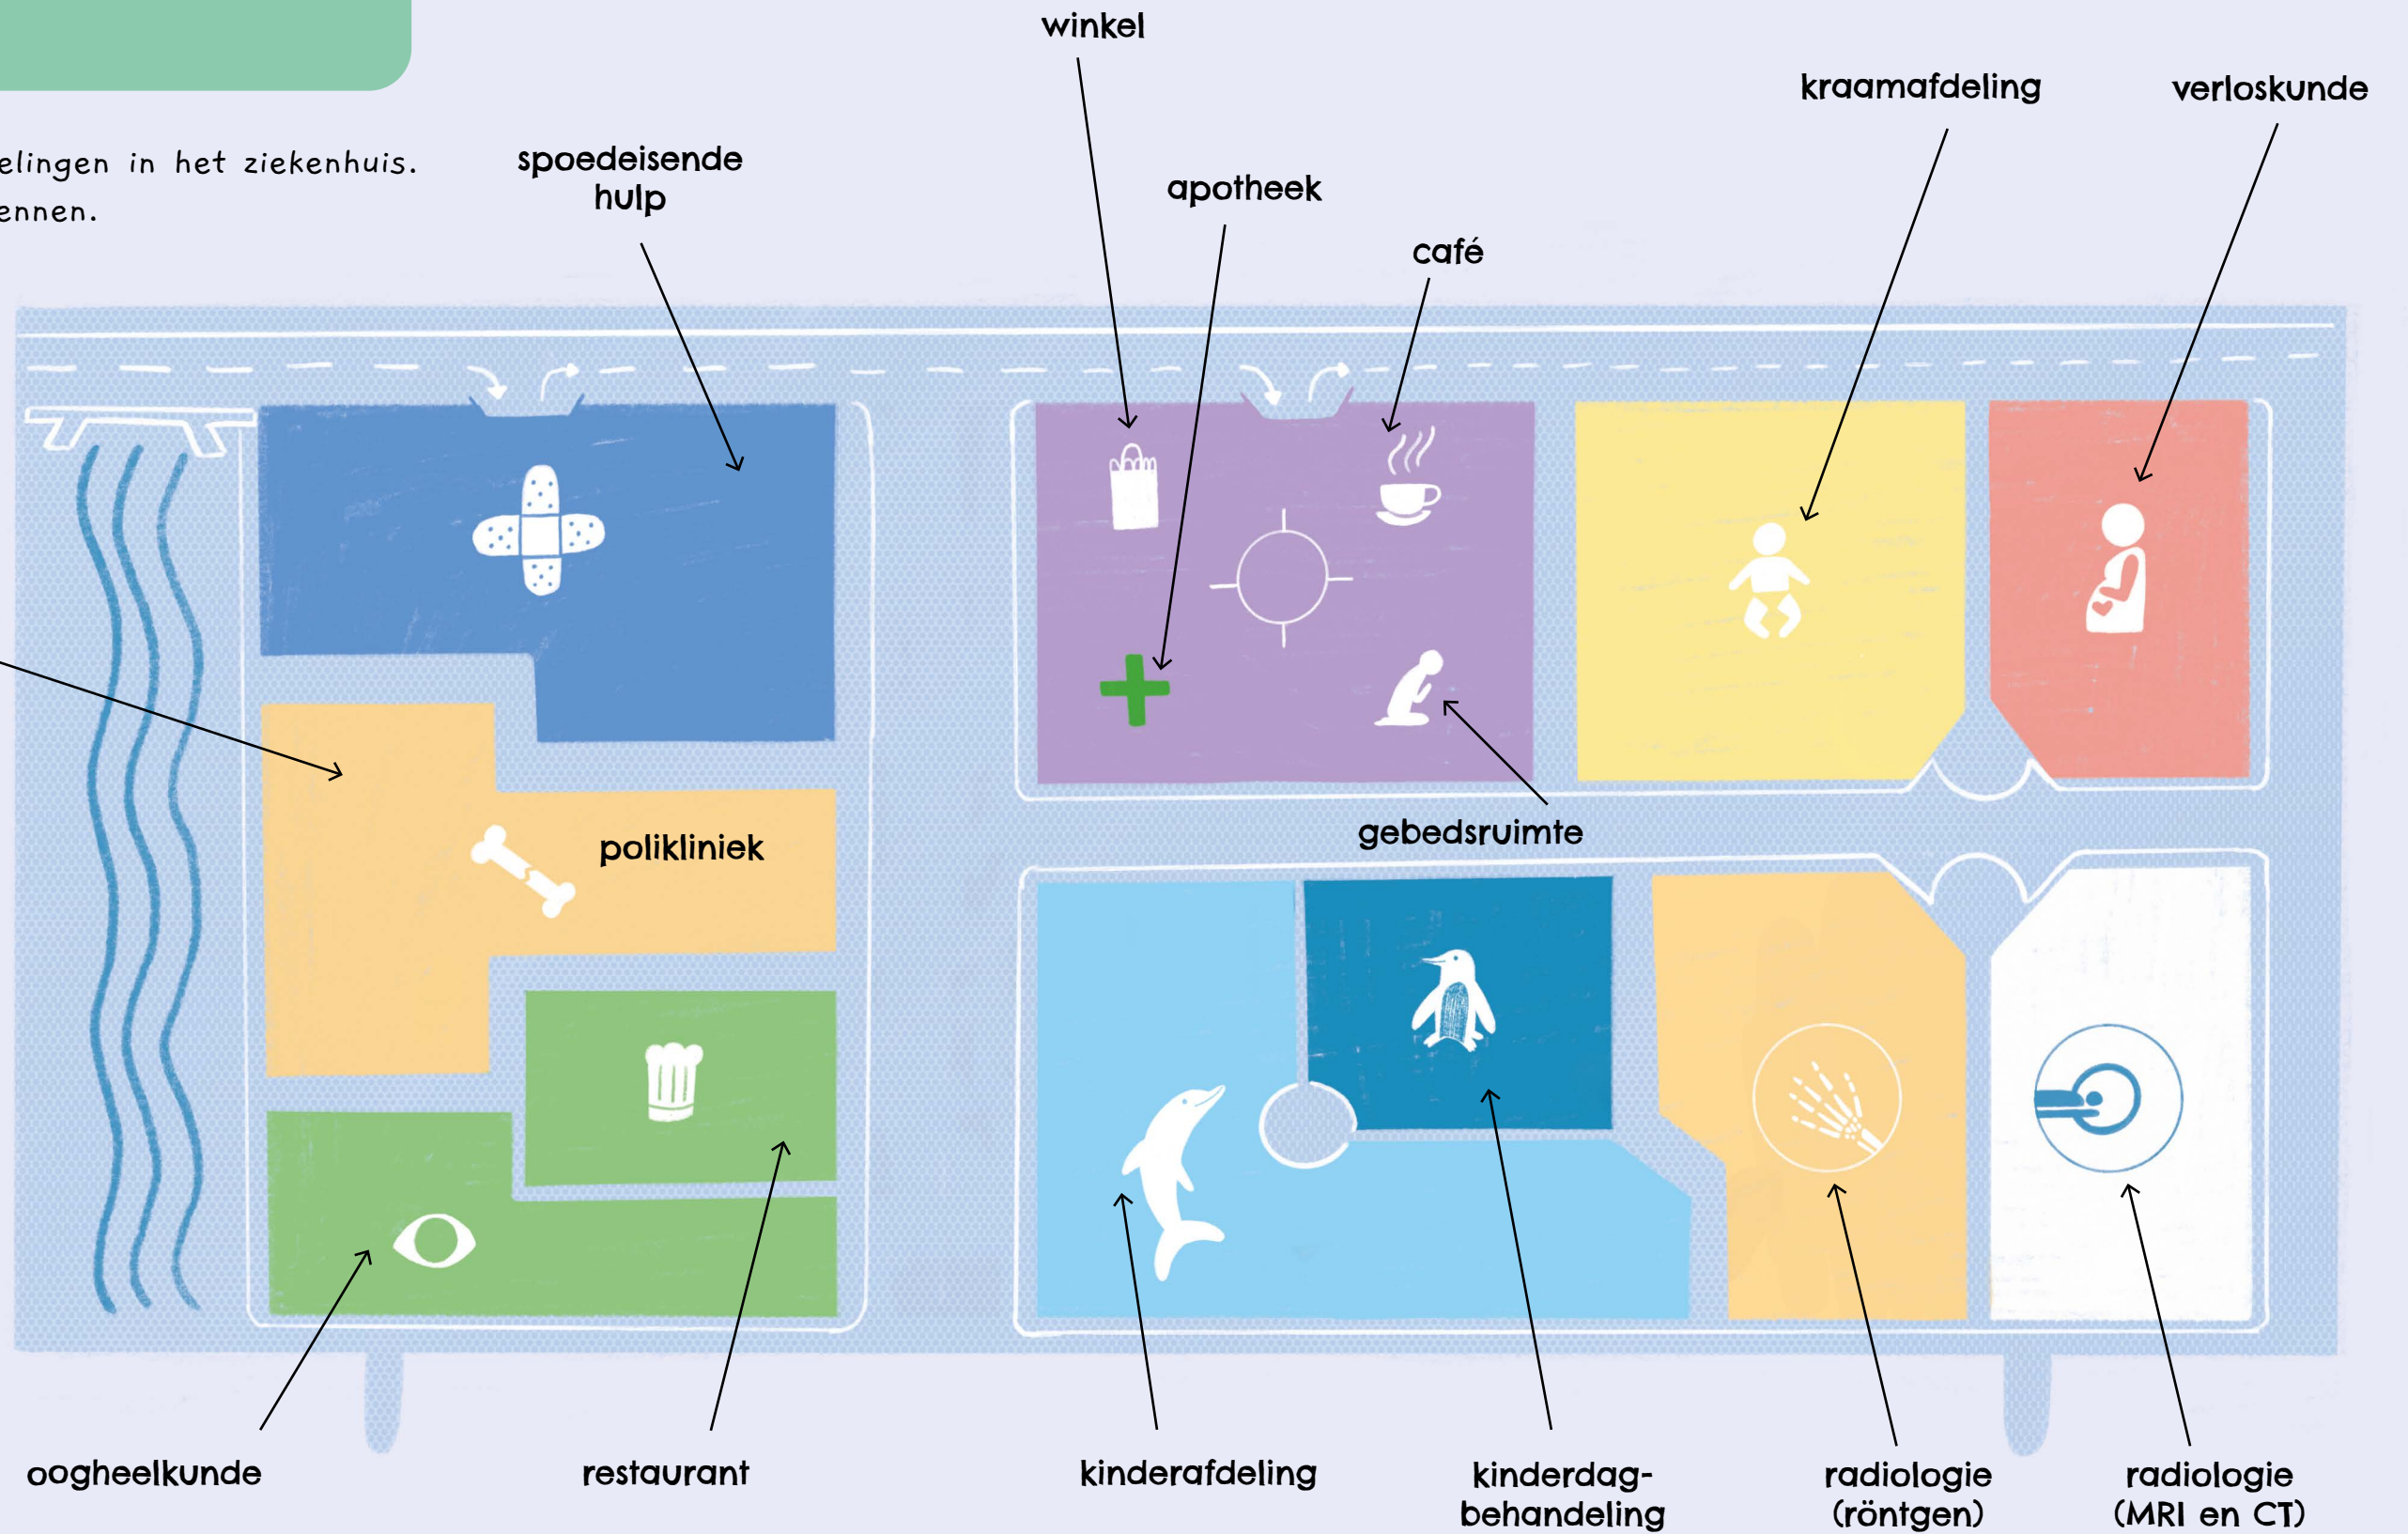 winkel
kraamafdeling
verloskunde
elingen in het ziekenhuis.
ennen.
spoedeisende
hulp
apotheek
café
polikliniek
gebedsruimte
oogheelkunde
restaurant
kinderafdeling
kinderdag-
behandeling
radiologie
(röntgen)
radiologie
(MRI en CT)